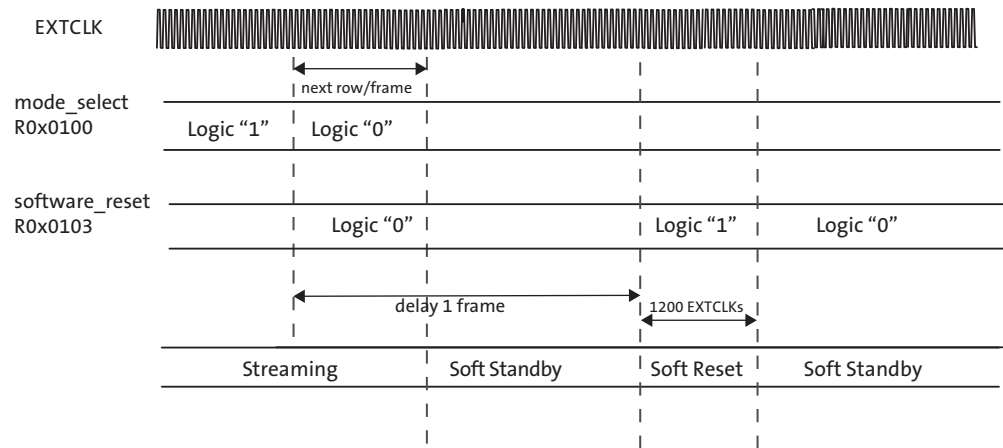 EXTCLK
next row/frame
mode_select
R0x0100
Logic “1” Logic “0”
software_reset
R0x0103
Logic “0” Logic “1” Logic “0”
delay 1 frame 1200 EXTCLKs
Streaming Soft Standby Soft Reset Soft Standby